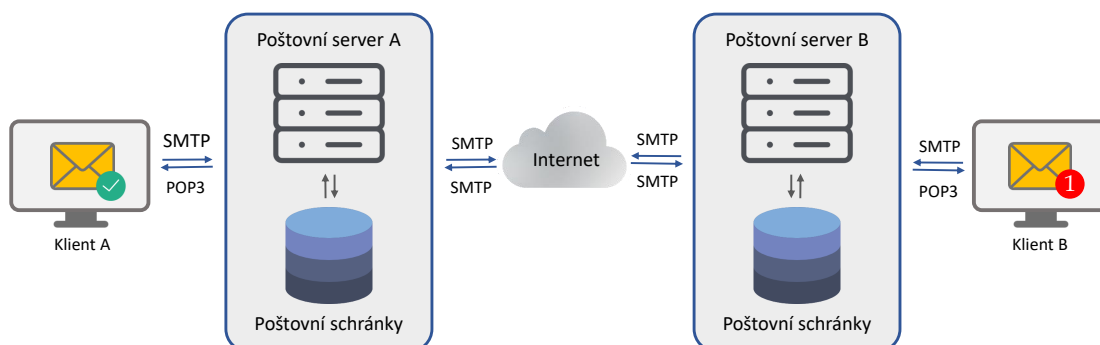 Poštovní server A
Poštovní server B
SMTP
POP3
Klient A
SMTP
SMTP
Internet
SMTP
SMTP
SMTP
POP3
1
Klient B
Poštovní schránky
Poštovní schránky